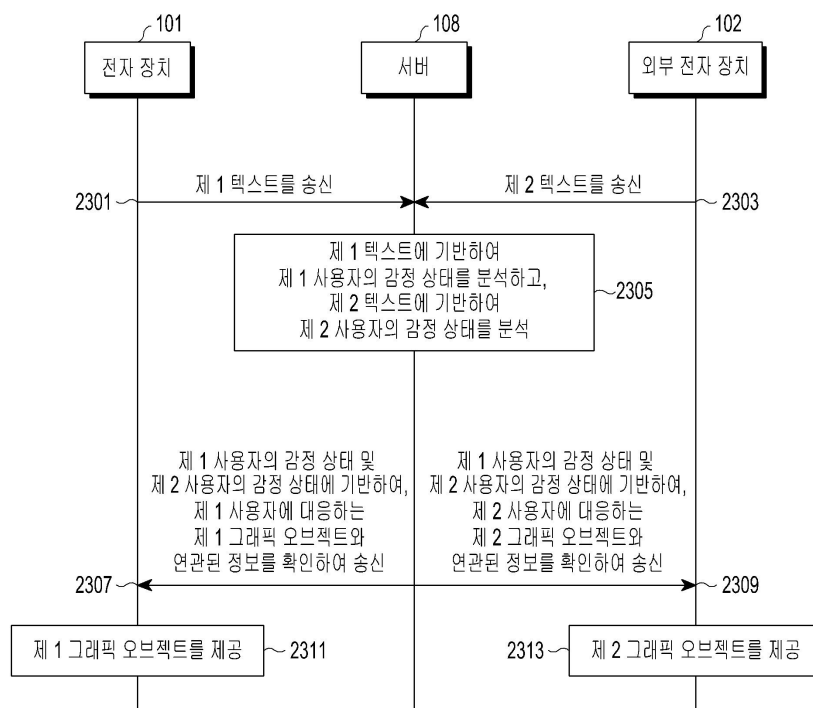 101
108
102
전자 장치
서버
외부 전자 장치
제 1 텍스트를 송신
제 2 텍스트를 송신
2301
2303
제 1 텍스트에 기반하여
제 1 사용자의 감정 상태를 분석하고,
제 2 텍스트에 기반하여
제 2 사용자의 감정 상태를 분석
2305
제 1 사용자의 감정 상태 및
제 2 사용자의 감정 상태에 기반하여,
제 1 사용자에 대응하는
제 1 그래픽 오브젝트와
연관된 정보를 확인하여 송신
제 1 사용자의 감정 상태 및
제 2 사용자의 감정 상태에 기반하여,
제 2 사용자에 대응하는
제 2 그래픽 오브젝트와
연관된 정보를 확인하여 송신
2307
2309
제 1 그래픽 오브젝트를 제공
2311
2313
제 2 그래픽 오브젝트를 제공